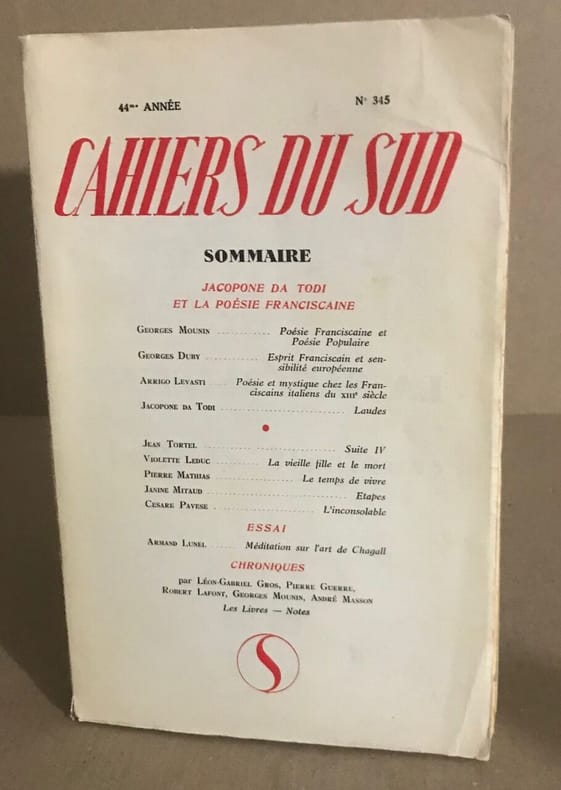 44me ANNÉE N° 345
CAHIERS DU SUD
SOMMAIRE
JACOPONE DA TODI
ET LA POÉSIE FRANCISCAINE
GEORGES MOUNIN ............ Poésie Franciscaine et
Poésie Populaire
GEORGES DUBY ............ Esprit Franciscain et sen-
sibilité européenne
ARRIGO LEVASTI ...... Poésie et mystique chez les Fran-
ciscains italiens du XIIIe siècle
JACOPONE DA TODI ........................ Laudes
JEAN TORTEL ........................ Suite IV
VIOLETTE LEDUC ............ La vieille fille et le mort
PIERRE MATHIAS .................. Le temps de vivre
JANINE MITAUD ........................ Etapes
CESARE PAVESE .................. L'inconsolable
ESSAI
ARMAND LUNEL ...... Méditation sur l'art de Chagall
CHRONIQUES
par LÉON-GABRIEL GROS, PIERRE GUERRE,
ROBERT LAFONT, GEORGES MOUNIN, ANDRÉ MASSON
Les Livres — Notes
S